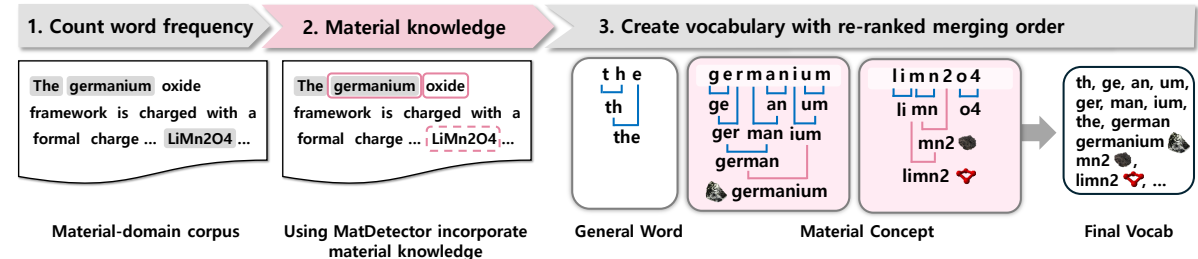 1. Count word frequency
2. Material knowledge
3. Create vocabulary with re-ranked merging order
The germanium oxide
framework is charged with a
formal charge ... LiMn2O4 ...
Material-domain corpus
The germanium oxide
framework is charged with a
formal charge ... LiMn2O4 ...
Using MatDetector incorporate
material knowledge
t h e
th
the
General Word
g e r m a n i u m
ge an um
ger man ium
german
germanium
l i m n 2 o 4
li mn o4
mn2
limn2
Material Concept
th, ge, an, um,
ger, man, ium,
the, german
germanium
mn2 ,
limn2 , ...
Final Vocab